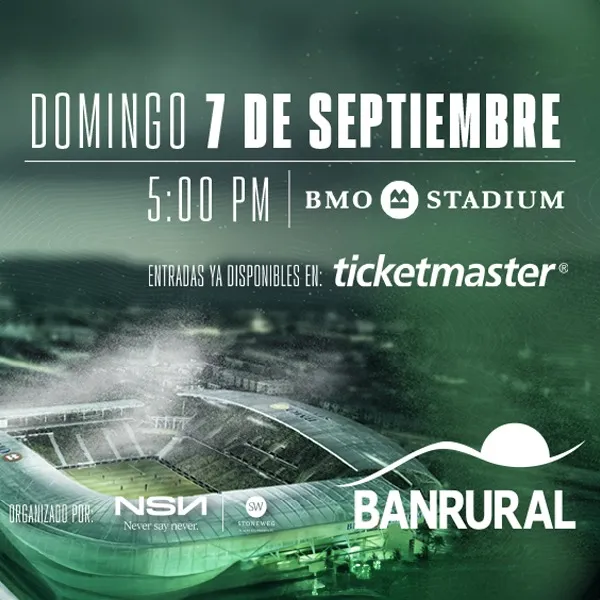 DOMINGO 7 DE SEPTIEMBRE
5:00 PM BMO STADIUM
ENTRADAS YA DISPONIBLES EN: ticketmaster®
BANRURAL
ORGANIZADO POR: NSN SW
Never say never. STONEWEG